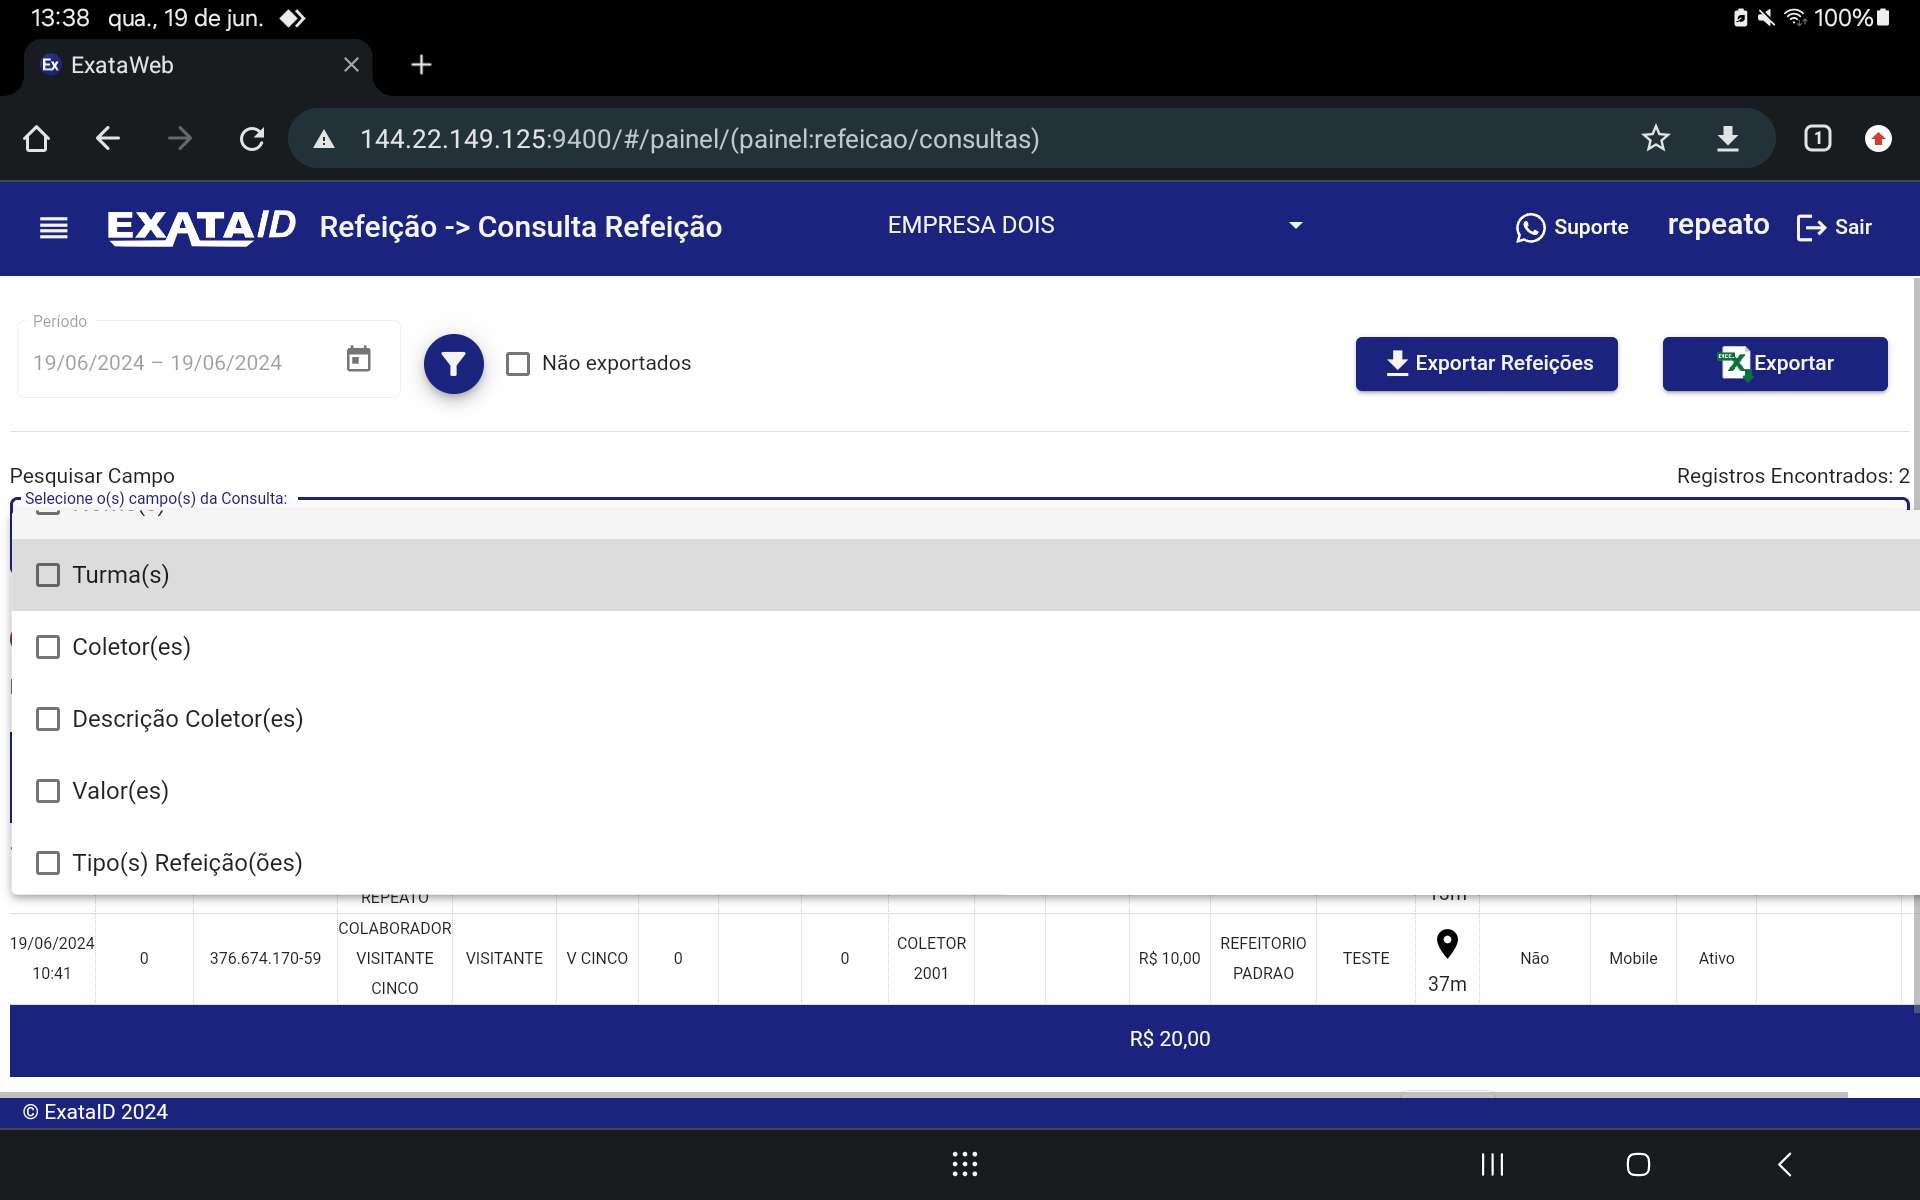 13:38 qua., 19 de jun. 100%
Ex ExataWeb
144.22.149.125:9400/#/painel/(painel:refeicao/consultas) 1
EXATAID Refeição -> Consulta Refeição EMPRESA DOIS Suporte repeato Sair
Período
19/06/2024 – 19/06/2024 Não exportados Exportar Refeições Exportar
Pesquisar Campo Registros Encontrados: 2
Selecione o(s) campo(s) da Consulta:
Turma(s)
Coletor(es)
Descrição Coletor(es)
Valor(es)
Tipo(s) Refeição(ões)
REPEATO
19/06/2024 10:41 0 376.674.170-59 COLABORADOR VISITANTE CINCO VISITANTE V CINCO 0 0 COLETOR 2001 R$ 10,00 REFEITORIO PADRAO TESTE 37m Não Mobile Ativo
R$ 20,00
© ExataID 2024